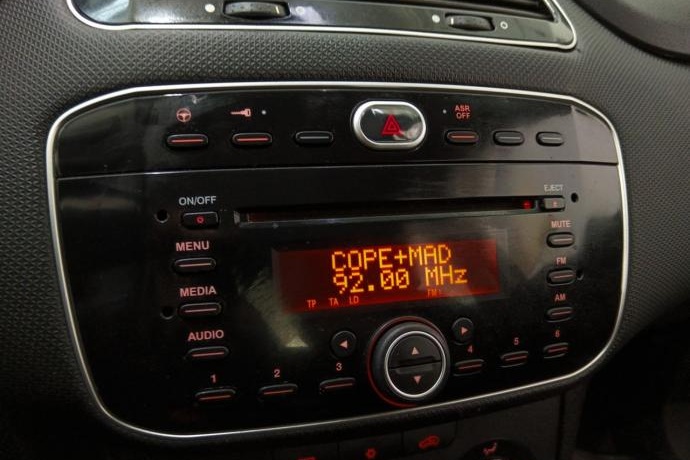 ASR
OFF
ON/OFF
EJECT
MENU
MUTE
COPE+MAD
92.00 MHz
TP TA LD FM
FM
MEDIA
AM
AUDIO
1 2 3 4 5 6